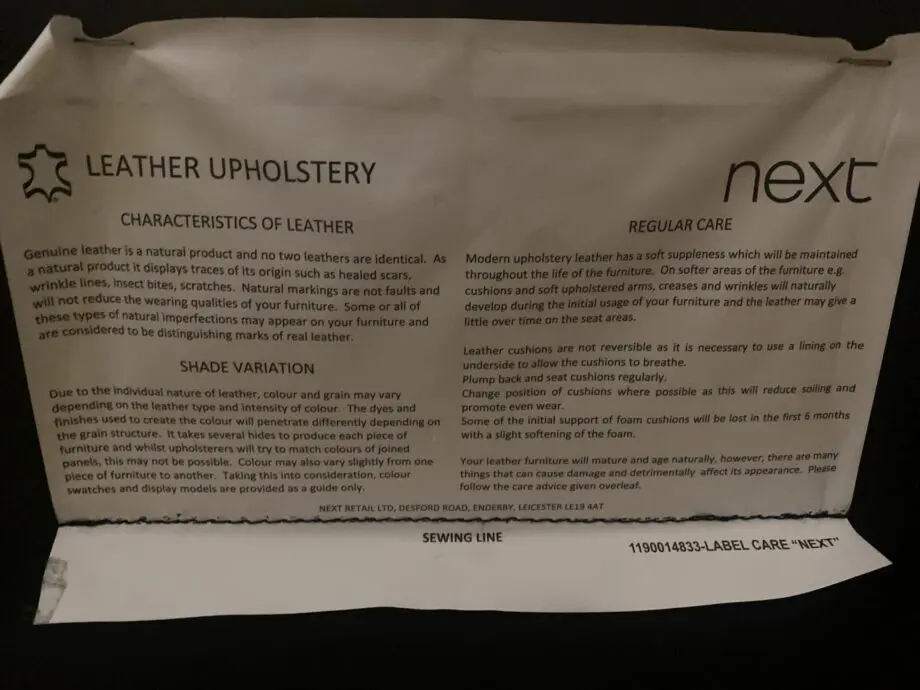 LEATHER UPHOLSTERY
next
CHARACTERISTICS OF LEATHER
Genuine leather is a natural product and no two leathers are identical. As
a natural product it displays traces of its origin such as healed scars,
wrinkle lines, insect bites, scratches. Natural markings are not faults and
will not reduce the wearing qualities of your furniture. Some or all of
these types of natural imperfections may appear on your furniture and
are considered to be distinguishing marks of real leather.
SHADE VARIATION
Due to the individual nature of leather, colour and grain may vary
depending on the leather type and intensity of colour. The dyes and
finishes used to create the colour will penetrate differently depending on
the grain structure. It takes several hides to produce each piece of
furniture and whilst upholsterers will try to match colours of joined
panels, this may not be possible. Colour may also vary slightly from one
piece of furniture to another. Taking this into consideration, colour
swatches and display models are provided as a guide only.
REGULAR CARE
Modern upholstery leather has a soft suppleness which will be maintained
throughout the life of the furniture. On softer areas of the furniture e.g.
cushions and soft upholstered arms, creases and wrinkles will naturally
develop during the initial usage of your furniture and the leather may give a
little over time on the seat areas.
Leather cushions are not reversible as it is necessary to use a lining on the
underside to allow the cushions to breathe.
Plump back and seat cushions regularly.
Change position of cushions where possible as this will reduce soiling and
promote even wear.
Some of the initial support of foam cushions will be lost in the first 6 months
with a slight softening of the foam.
Your leather furniture will mature and age naturally, however, there are many
things that can cause damage and detrimentally affect its appearance. Please
follow the care advice given overleaf.
NEXT RETAIL LTD, DESFORD ROAD, ENDERBY, LEICESTER LE19 4AT
SEWING LINE
1190014833-LABEL CARE "NEXT"